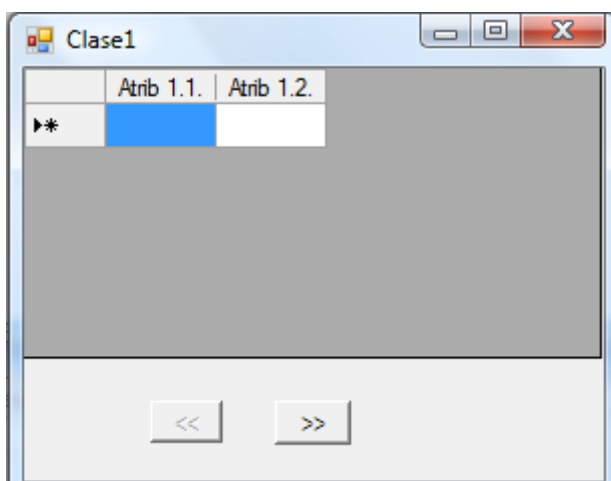 Clase1
Atrib 1.1. Atrib 1.2.
<< >>